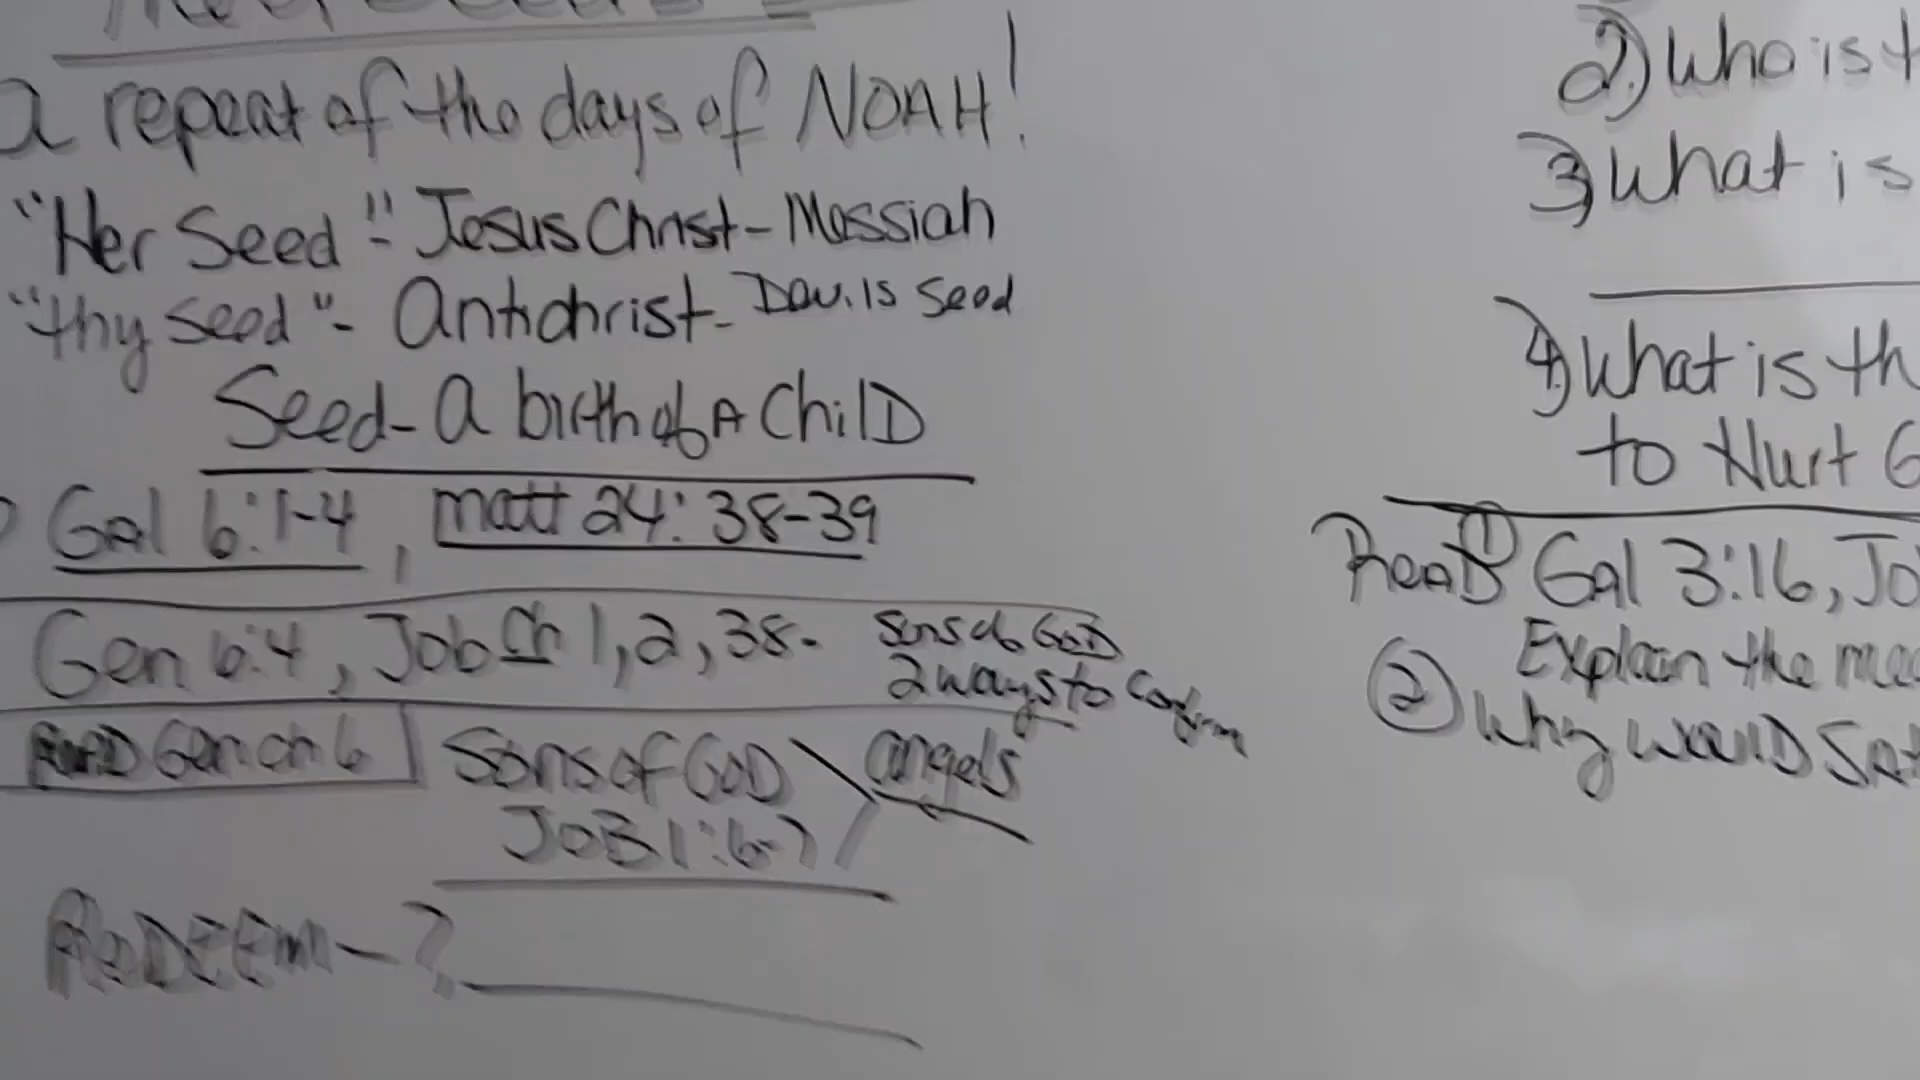 a repeat of the days of NOAH!
"Her Seed" - Jesus Christ - Messiah
"thy seed" - Antichrist - Devils Seed
Seed - a birth of A ChilD
Gal 6:1-4, matt 24:38-39
Gen 6:4, Job Ch 1,2,38. Sons of GOD
2 ways to Confirm
Gen ch 6
Sons of GOD angels
JOB 1:6-7
ReDEEm - ?
2.) Who is t
3) What is
4.) What is th
to Hurt G
ReaD ① Gal 3:16, Jo
Explain the mea
② Why WoulD Sat